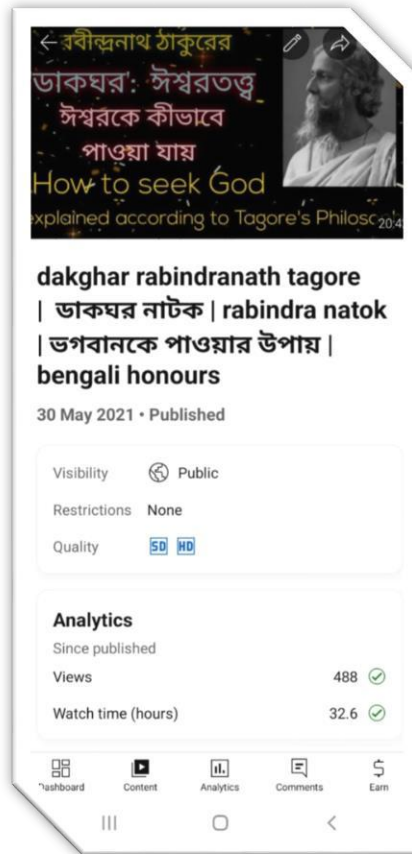 রবীন্দ্রনাথ ঠাকুরের
'ডাকঘর': ঈশ্বরতত্ত্ব
ঈশ্বরকে কীভাবে
পাওয়া যায়
How to seek God
explained according to Tagore's
20:4
dakghar rabindranath tagore
| ডাকঘর নাটক | rabindra natok
| ভগবানকে পাওয়ার উপায় |
bengali honours
30 May 2021 • Published
Visibility Public
Restrictions None
Quality SD HD
Analytics
Since published
Views 488
Watch time (hours) 32.6
Dashboard Content Analytics Comments Earn